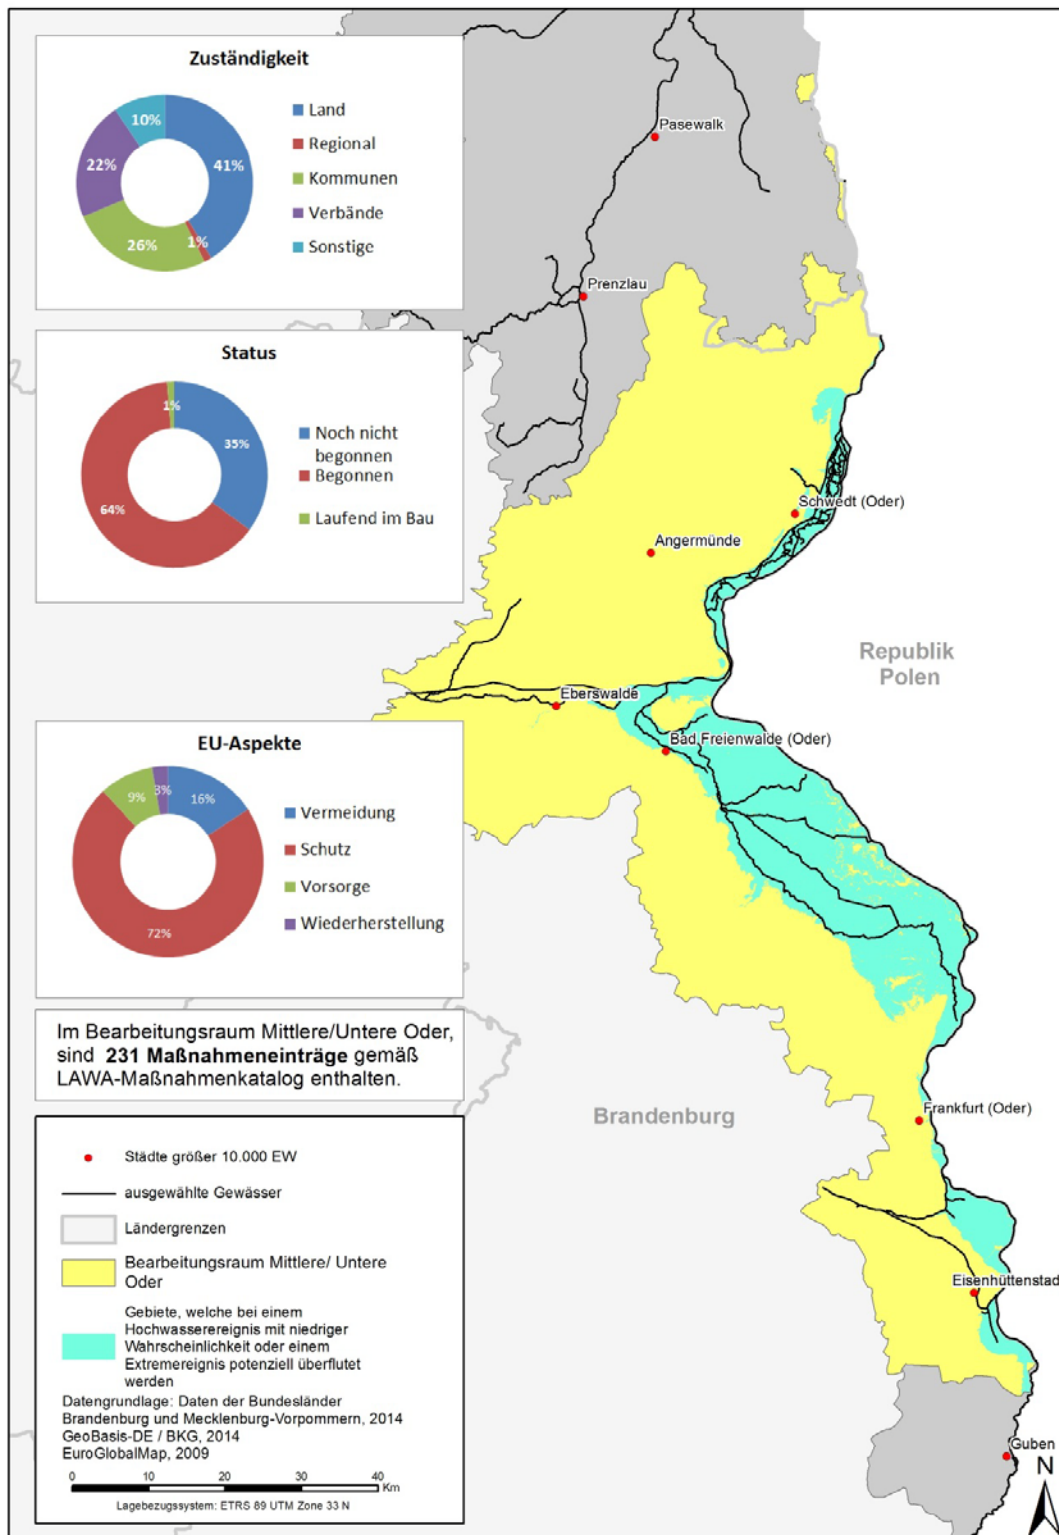 Zuständigkeit
10%
22%
41%
26%
1%
Land
Regional
Kommunen
Verbände
Sonstige
Status
1%
35%
64%
Noch nicht
begonnen
Begonnen
Laufend im Bau
EU-Aspekte
9%
3%
16%
72%
Vermeidung
Schutz
Vorsorge
Wiederherstellung
Im Bearbeitungsraum Mittlere/Untere Oder,
sind 231 Maßnahmeneinträge gemäß
LAWA-Maßnahmenkatalog enthalten.
Städte größer 10.000 EW
ausgewählte Gewässer
Ländergrenzen
Bearbeitungsraum Mittlere/ Untere
Oder
Gebiete, welche bei einem
Hochwasserereignis mit niedriger
Wahrscheinlichkeit oder einem
Extremereignis potenziell überflutet
werden
Datengrundlage: Daten der Bundesländer
Brandenburg und Mecklenburg-Vorpommern, 2014
GeoBasis-DE / BKG, 2014
EuroGlobalMap, 2009
0 10 20 30 40
Km
Lagebezugssystem: ETRS 89 UTM Zone 33 N
Pasewalk
Prenzlau
Schwedt (Oder)
Angermünde
Republik
Polen
Eberswalde
Bad Freienwalde (Oder)
Brandenburg
Frankfurt (Oder)
Eisenhüttenstad
Guben
N